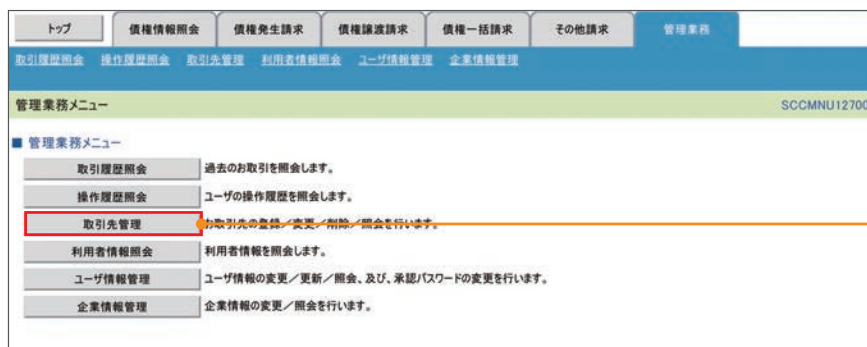 トップ 債権情報照会 債権発生請求 債権譲渡請求 債権一括請求 その他請求 管理業務
取引履歴照会 操作履歴照会 取引先管理 利用者情報照会 ユーザ情報管理 企業情報管理
管理業務メニュー SCCMNU12700
■ 管理業務メニュー
取引履歴照会 過去のお取引を照会します。
操作履歴照会 ユーザの操作履歴を照会します。
取引先管理 お取引先の登録／変更／削除／照会を行います。
利用者情報照会 利用者情報を照会します。
ユーザ情報管理 ユーザ情報の変更／更新／照会、及び、承認パスワードの変更を行います。
企業情報管理 企業情報の変更／照会を行います。